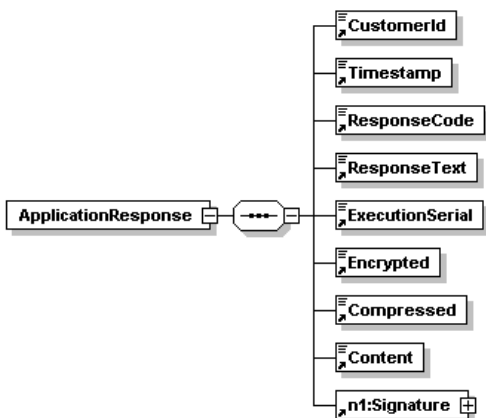 CustomerId
Timestamp
ResponseCode
ResponseText
ApplicationResponse
ExecutionSerial
Encrypted
Compressed
Content
n1:Signature